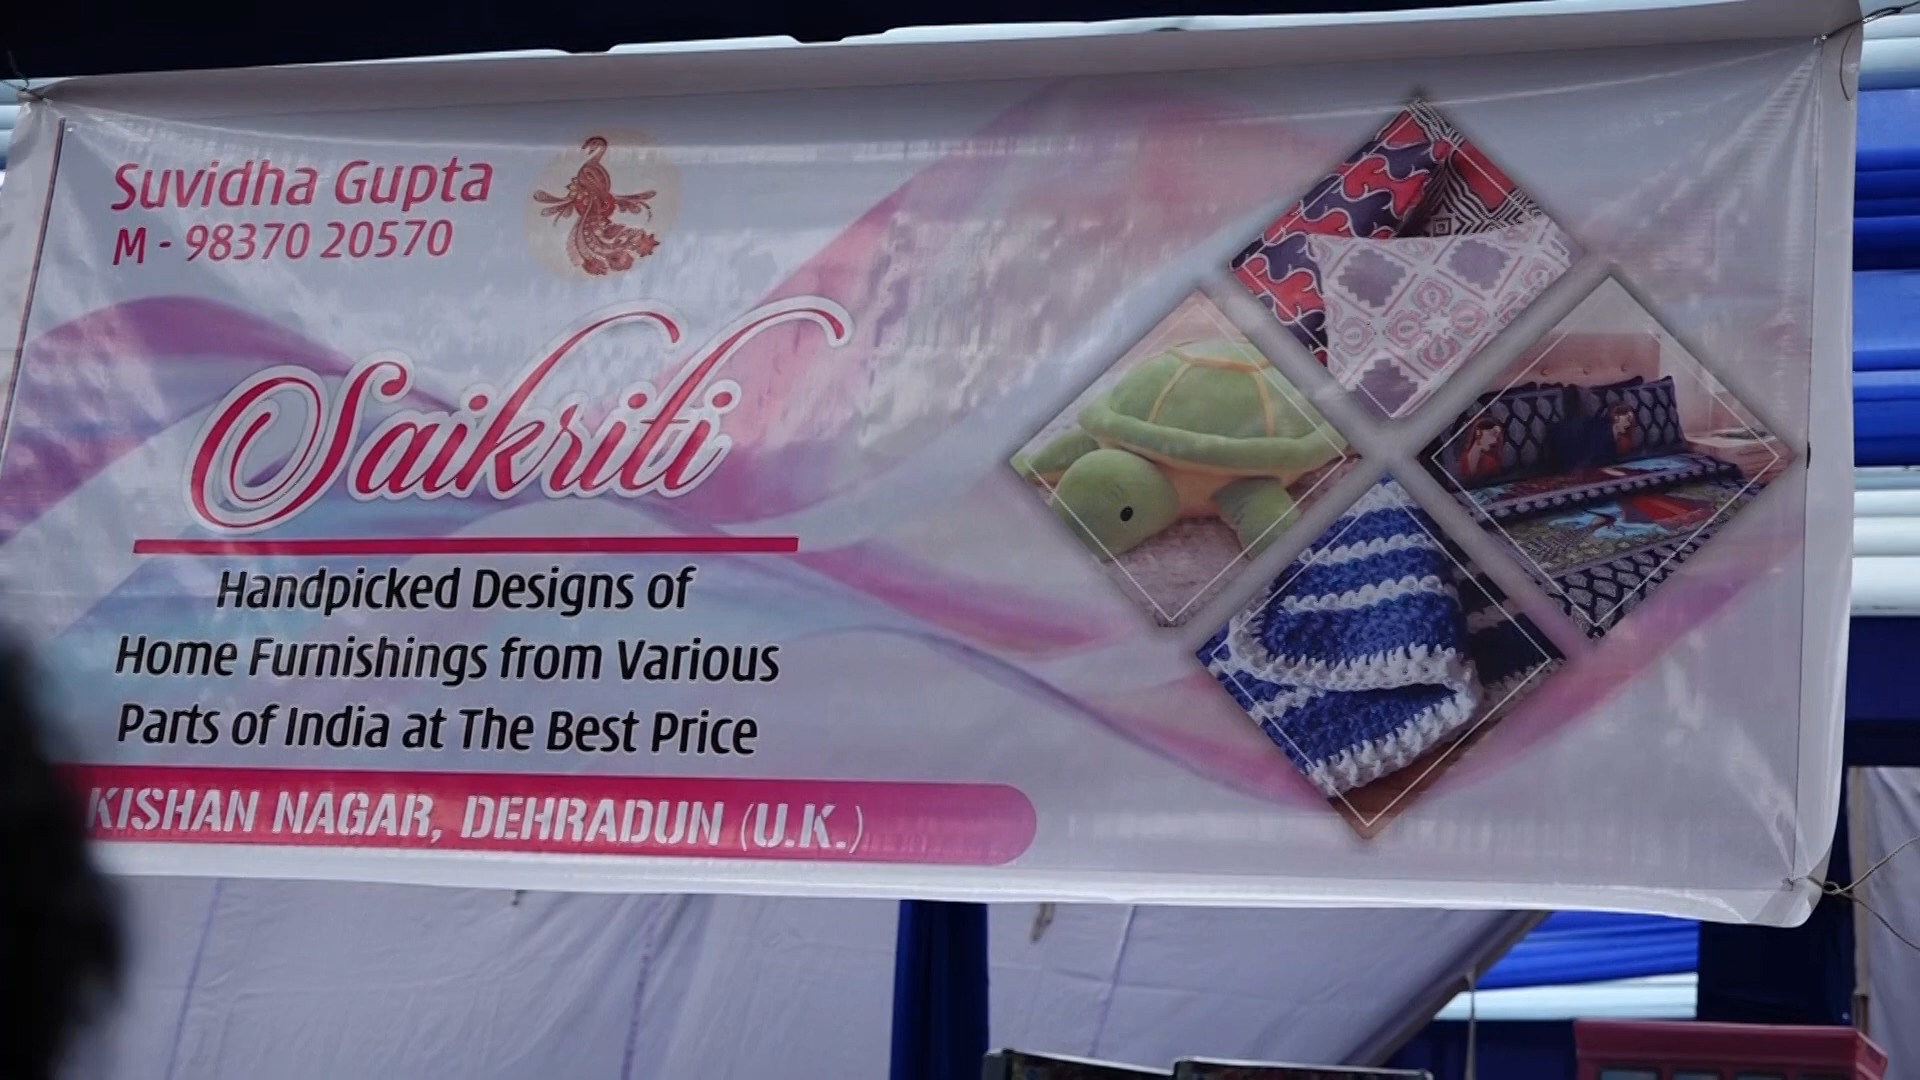 Suvidha Gupta
M - 98370 20570
Saikriti
Handpicked Designs of
Home Furnishings from Various
Parts of India at The Best Price
KISHAN NAGAR, DEHRADUN (U.K.)